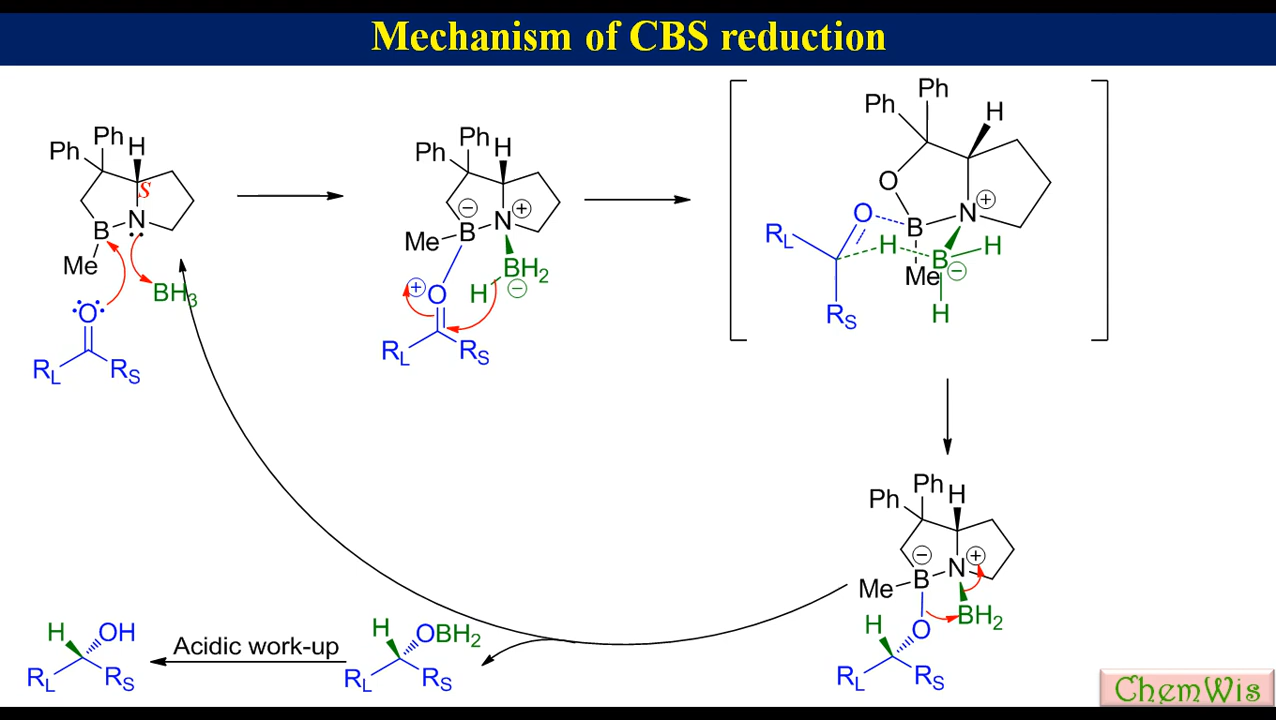 Mechanism of CBS reduction
Ph
Ph
H
S
B
N
Me
BH3
O
RL
RS
Ph
Ph
H
B
N
Me
BH2
H
O
RL
RS
Ph
Ph
H
O
B
N
O
RL
H
B
H
Me
RS
H
Ph
Ph
H
B
N
Me
BH2
H
O
RL
RS
H
OBH2
RL
RS
Acidic work-up
H
OH
RL
RS
ChemWis